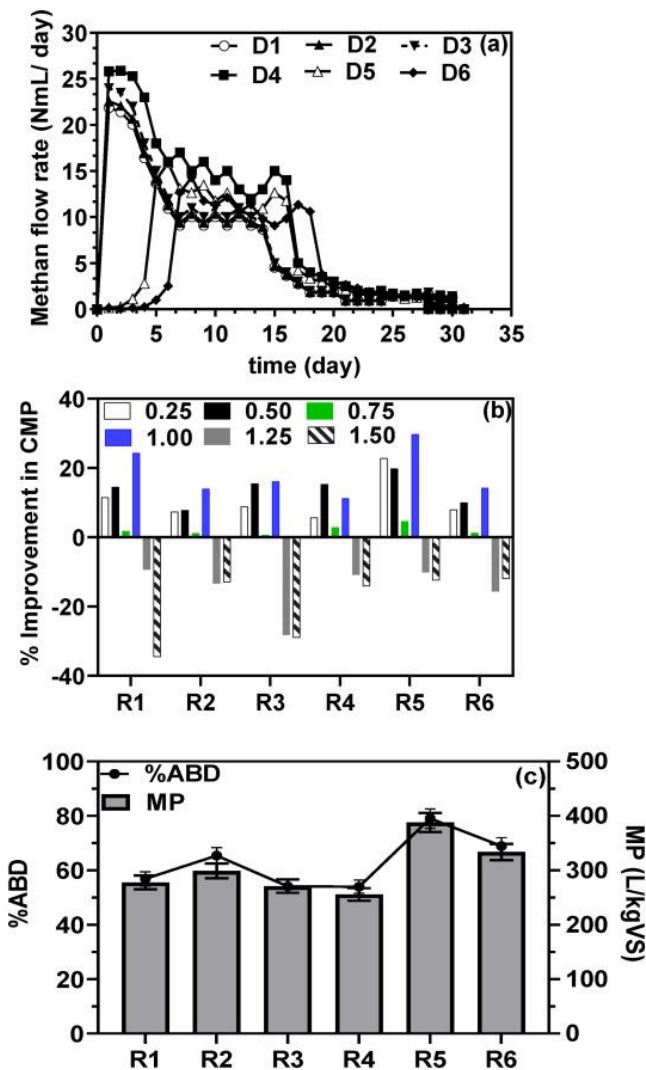 30
25
20
15
10
5
0
Methan flow rate (NmL/ day)
D1 D2 D3 (a)
D4 D5 D6
0 5 10 15 20 25 30 35
time (day)
40
20
0
-20
-40
% Improvement in CMP
0.25 0.50 0.75 (b)
1.00 1.25 1.50
R1 R2 R3 R4 R5 R6
100
80
60
40
20
0
%ABD
%ABD (c)
MP
500
400
300
200
100
0
MP (L/kgVS)
R1 R2 R3 R4 R5 R6